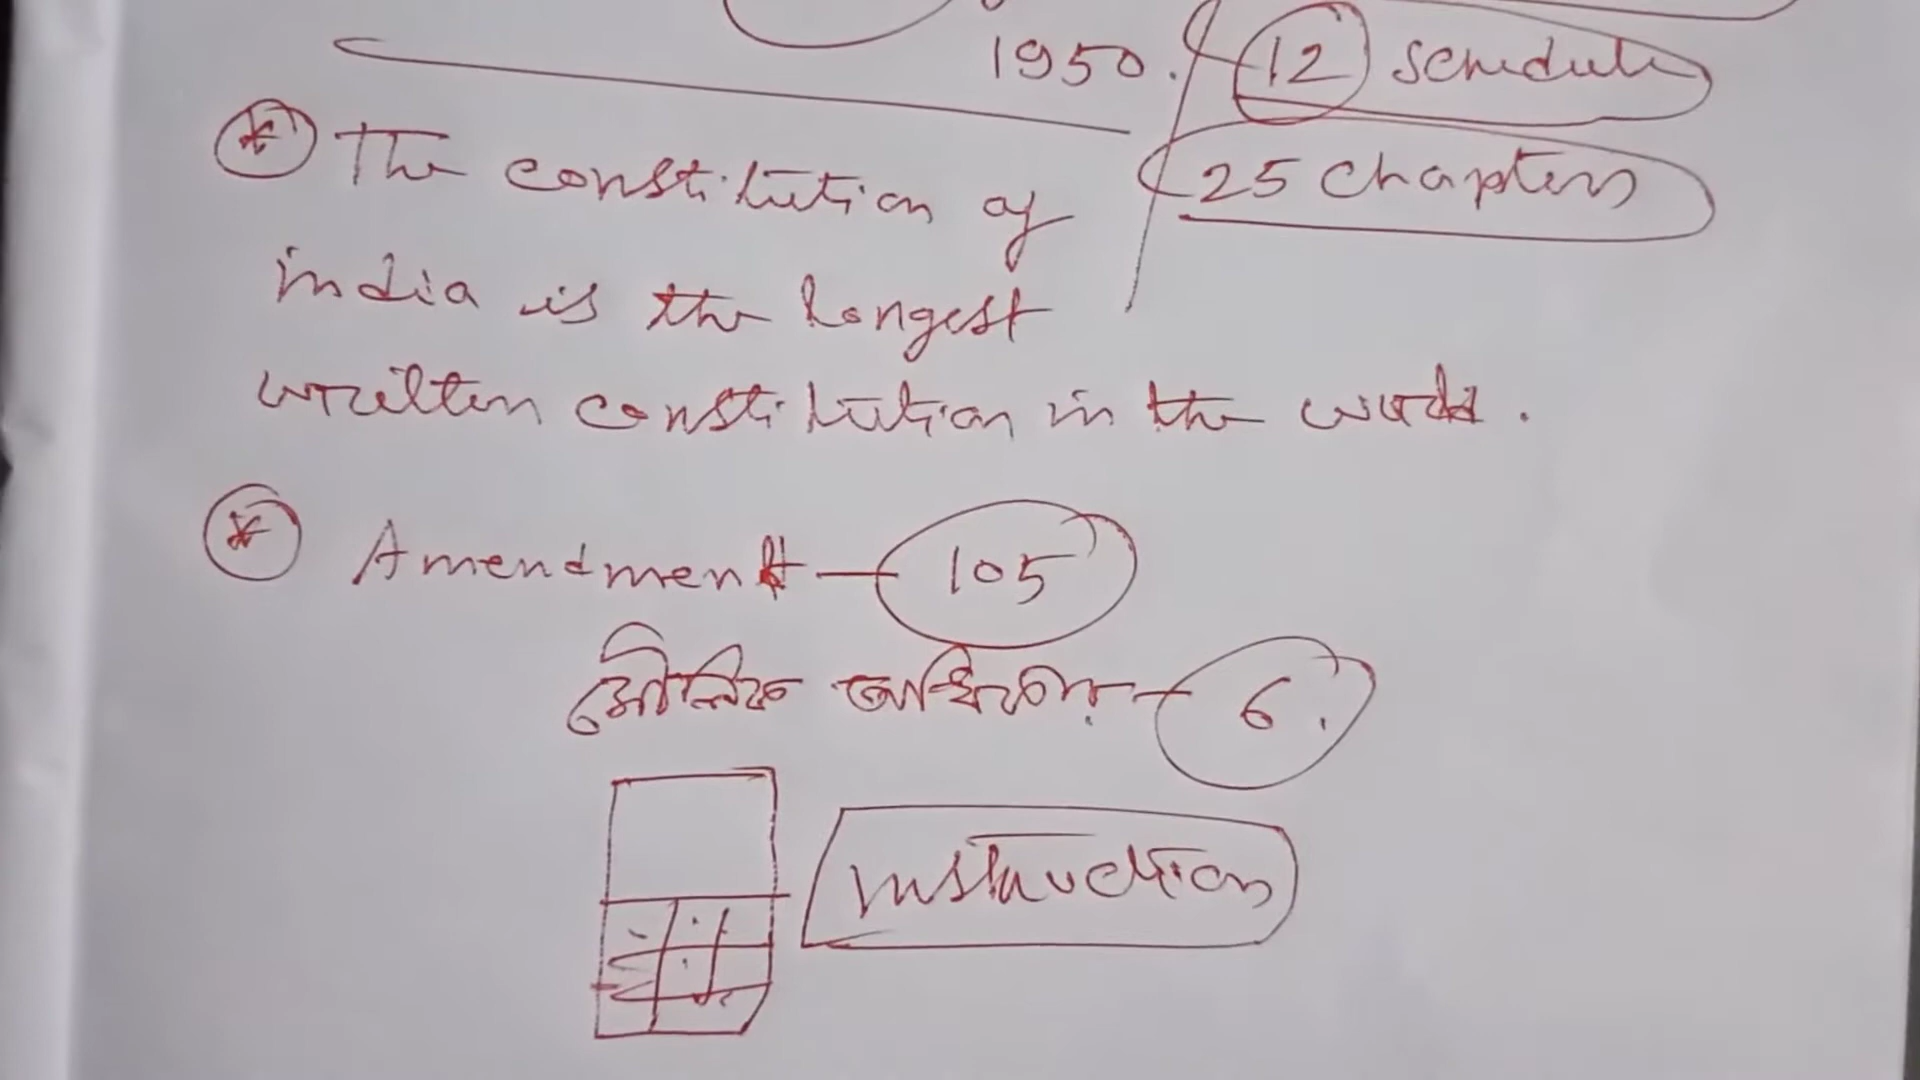 1950.
12 schedule
25 chapters
The constitution of
india is the longest
written constitution in the world.
Amendment — 105
মৌলিক অধিকার — 6.
instruction